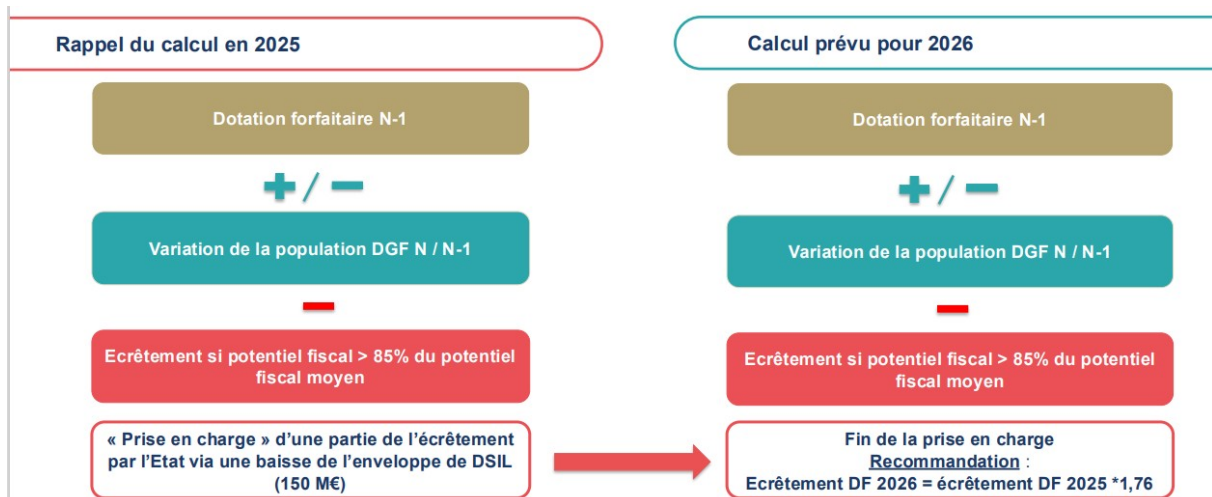 Rappel du calcul en 2025
Dotation forfaitaire N-1
+ / −
Variation de la population DGF N / N-1
−
Ecrêtement si potentiel fiscal > 85% du potentiel
fiscal moyen
« Prise en charge » d’une partie de l’écrêtement
par l’Etat via une baisse de l’enveloppe de DSIL
(150 M€)
Calcul prévu pour 2026
Dotation forfaitaire N-1
+ / −
Variation de la population DGF N / N-1
−
Ecrêtement si potentiel fiscal > 85% du potentiel
fiscal moyen
Fin de la prise en charge
Recommandation :
Ecrêtement DF 2026 = écrêtement DF 2025 *1,76